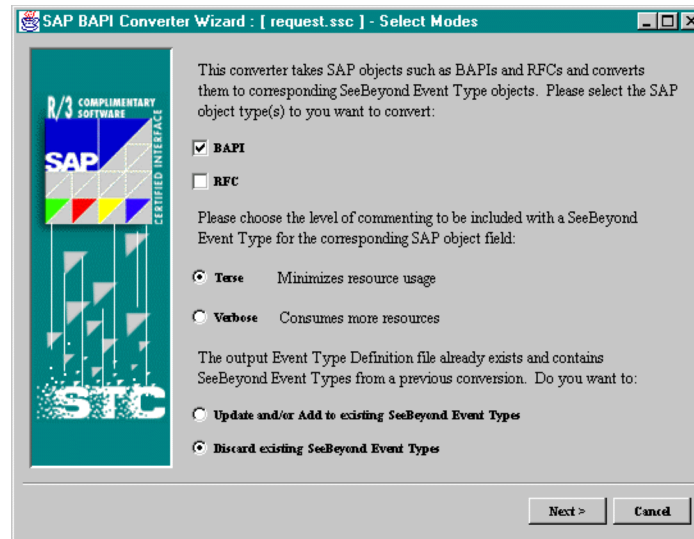 SAP BAPI Converter Wizard : [ request.ssc ] - Select Modes
R/3 COMPLIMENTARY
SOFTWARE
SAP
CERTIFIED INTERFACE
STC
This converter takes SAP objects such as BAPIs and RFCs and converts
them to corresponding SeeBeyond Event Type objects. Please select the SAP
object type(s) to you want to convert:
BAPI
RFC
Please choose the level of commenting to be included with a SeeBeyond
Event Type for the corresponding SAP object field:
Terse Minimizes resource usage
Verbose Consumes more resources
The output Event Type Definition file already exists and contains
SeeBeyond Event Types from a previous conversion. Do you want to:
Update and/or Add to existing SeeBeyond Event Types
Discard existing SeeBeyond Event Types
Next > Cancel